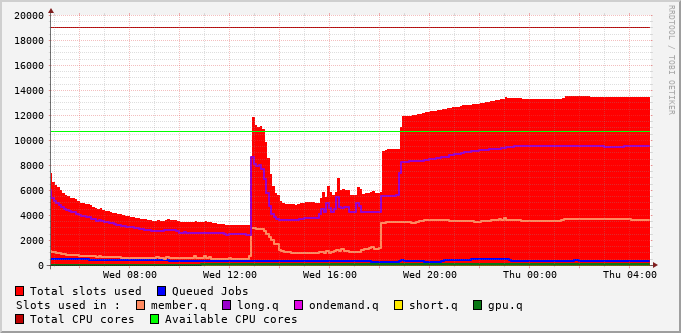 20000
18000
16000
14000
12000
10000
8000
6000
4000
2000
0
Wed 08:00 Wed 12:00 Wed 16:00 Wed 20:00 Thu 00:00 Thu 04:00
RRDTOOL / TOBI OETIKER
Total slots used Queued Jobs
Slots used in : member.q long.q ondemand.q short.q gpu.q
Total CPU cores Available CPU cores